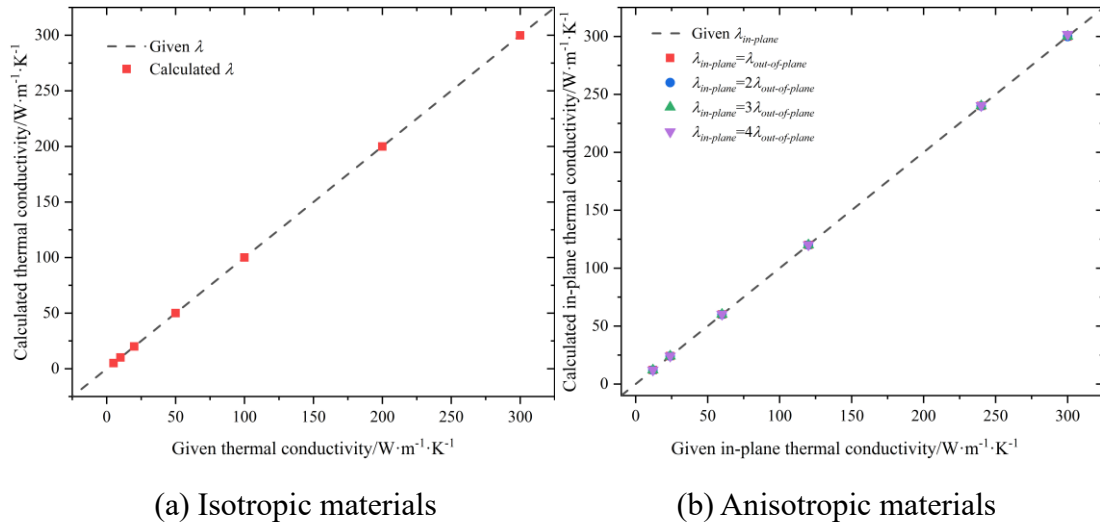 Calculated thermal conductivity/W·m⁻¹·K⁻¹
300
250
200
150
100
50
0
Given λ
Calculated λ
0 50 100 150 200 250 300
Given thermal conductivity/W·m⁻¹·K⁻¹
(a) Isotropic materials
Calculated in-plane thermal conductivity/W·m⁻¹·K⁻¹
300
250
200
150
100
50
0
Given λin-plane
λin-plane=λout-of-plane
λin-plane=2λout-of-plane
λin-plane=3λout-of-plane
λin-plane=4λout-of-plane
0 50 100 150 200 250 300
Given in-plane thermal conductivity/W·m⁻¹·K⁻¹
(b) Anisotropic materials